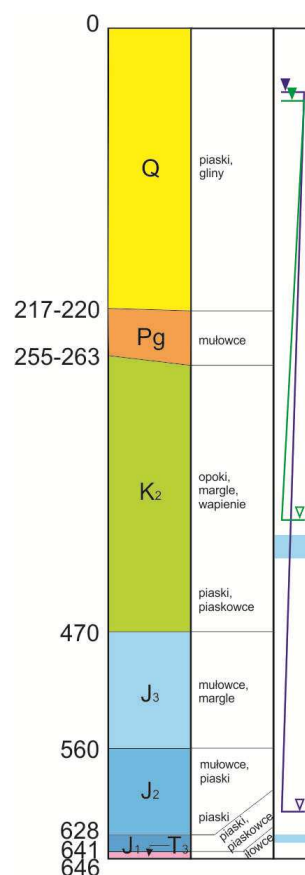 0
Q
piaski,
gliny
217-220
Pg
mułowce
255-263
K2
opoki,
margle,
wapienie
piaski,
piaskowce
470
J3
mułowce,
margle
560
J2
mułowce,
piaski
piaski
piaski,
piaskowce
iłowce
628
J1 — T3
641
646